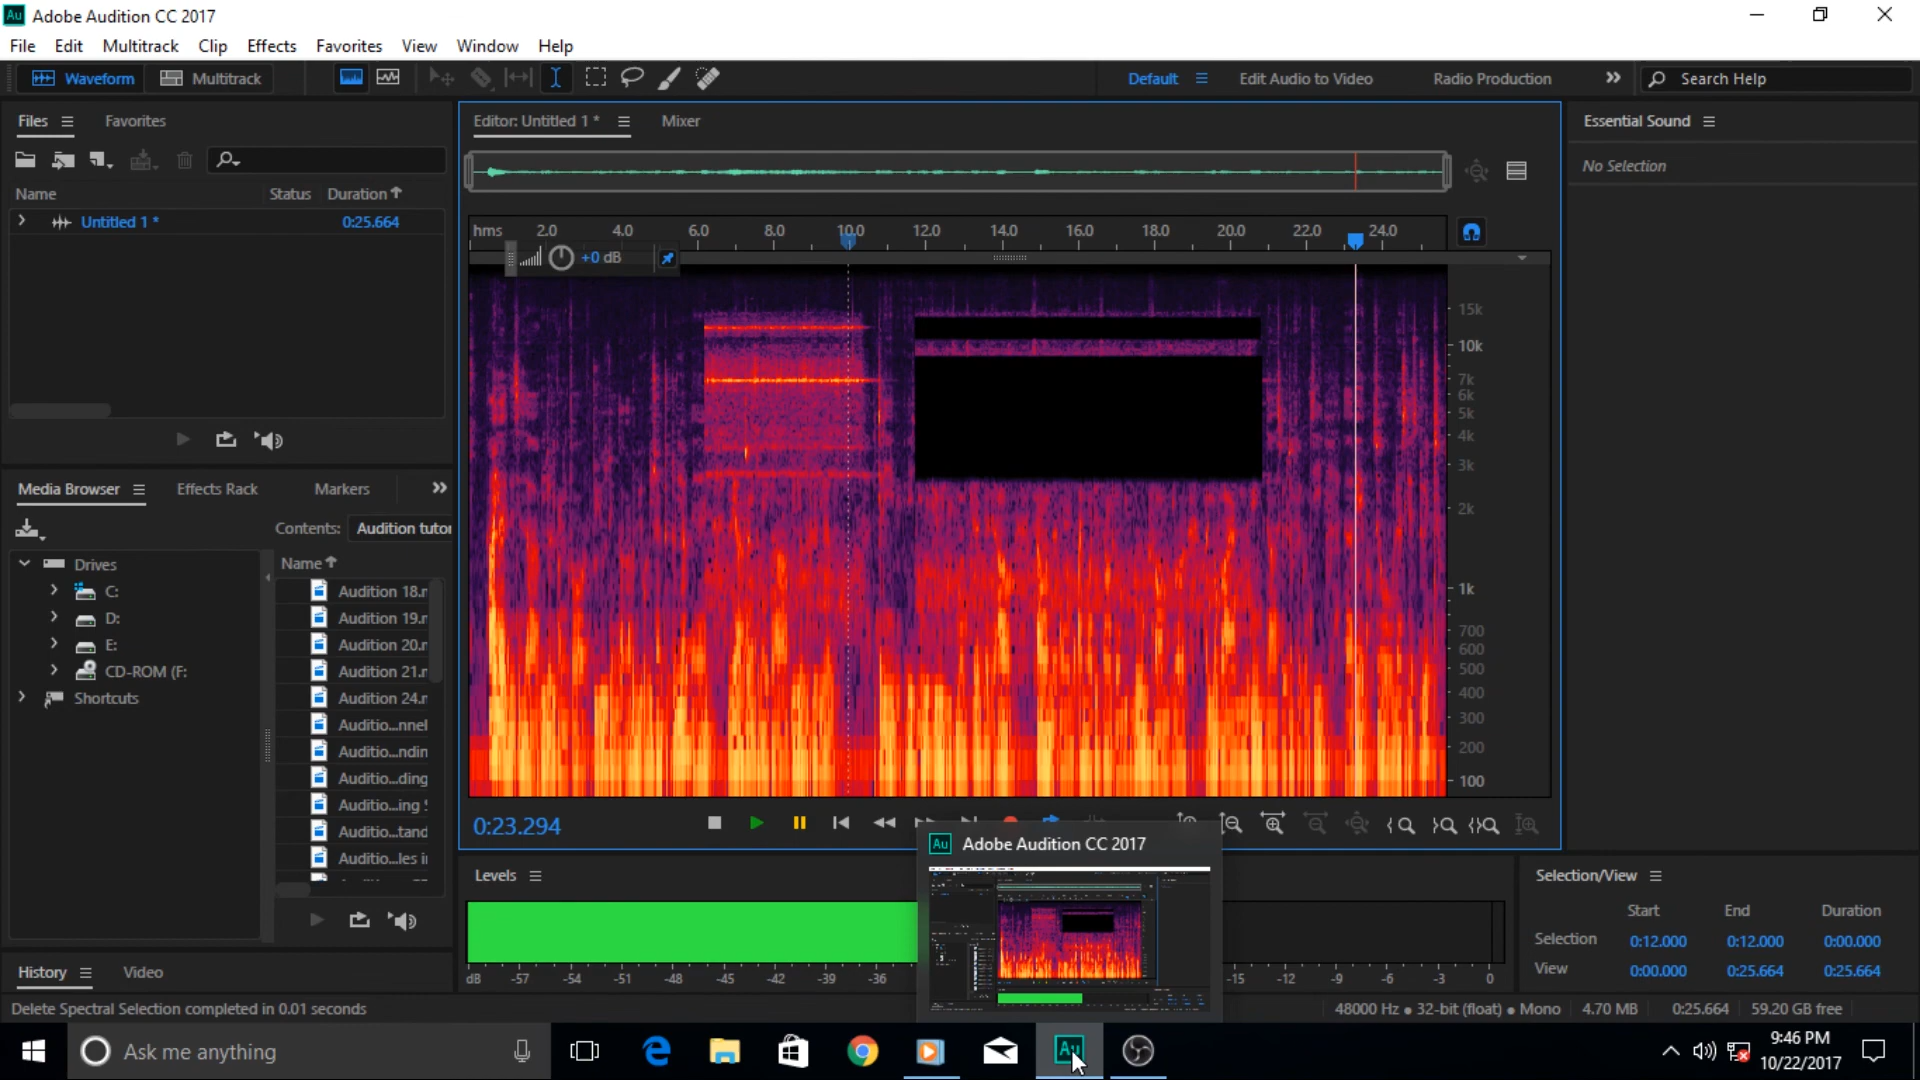 Au Adobe Audition CC 2017
File Edit Multitrack Clip Effects Favorites View Window Help
Waveform Multitrack Default Edit Audio to Video Radio Production Search Help
Files Favorites
Editor: Untitled 1 * Mixer
Essential Sound
No Selection
Name Status Duration
Untitled 1 * 0:25.664
hms 2.0 4.0 6.0 8.0 10.0 12.0 14.0 16.0 18.0 20.0 22.0 24.0
+0 dB
15k
10k
7k
6k
5k
4k
3k
2k
1k
700
600
500
400
300
200
100
Media Browser Effects Rack Markers
Contents: Audition tutor
Drives
C:
D:
E:
CD-ROM (F:
Shortcuts
Name
Audition 18.r
Audition 19.r
Audition 20.r
Audition 21.r
Audition 24.r
Auditio...nnel
Auditio...ndin
Auditio...ding
Auditio...ing S
Auditio...tand
Auditio...les i
0:23.294
Au Adobe Audition CC 2017
Levels
dB -57 -54 -51 -48 -45 -42 -39 -36 -15 -12 -9 -6 -3 0
Selection/View
Start End Duration
Selection 0:12.000 0:12.000 0:00.000
View 0:00.000 0:25.664 0:25.664
History Video
Delete Spectral Selection completed in 0.01 seconds
48000 Hz ● 32-bit (float) ● Mono 4.70 MB 0:25.664 59.20 GB free
Ask me anything
Au
9:46 PM
10/22/2017